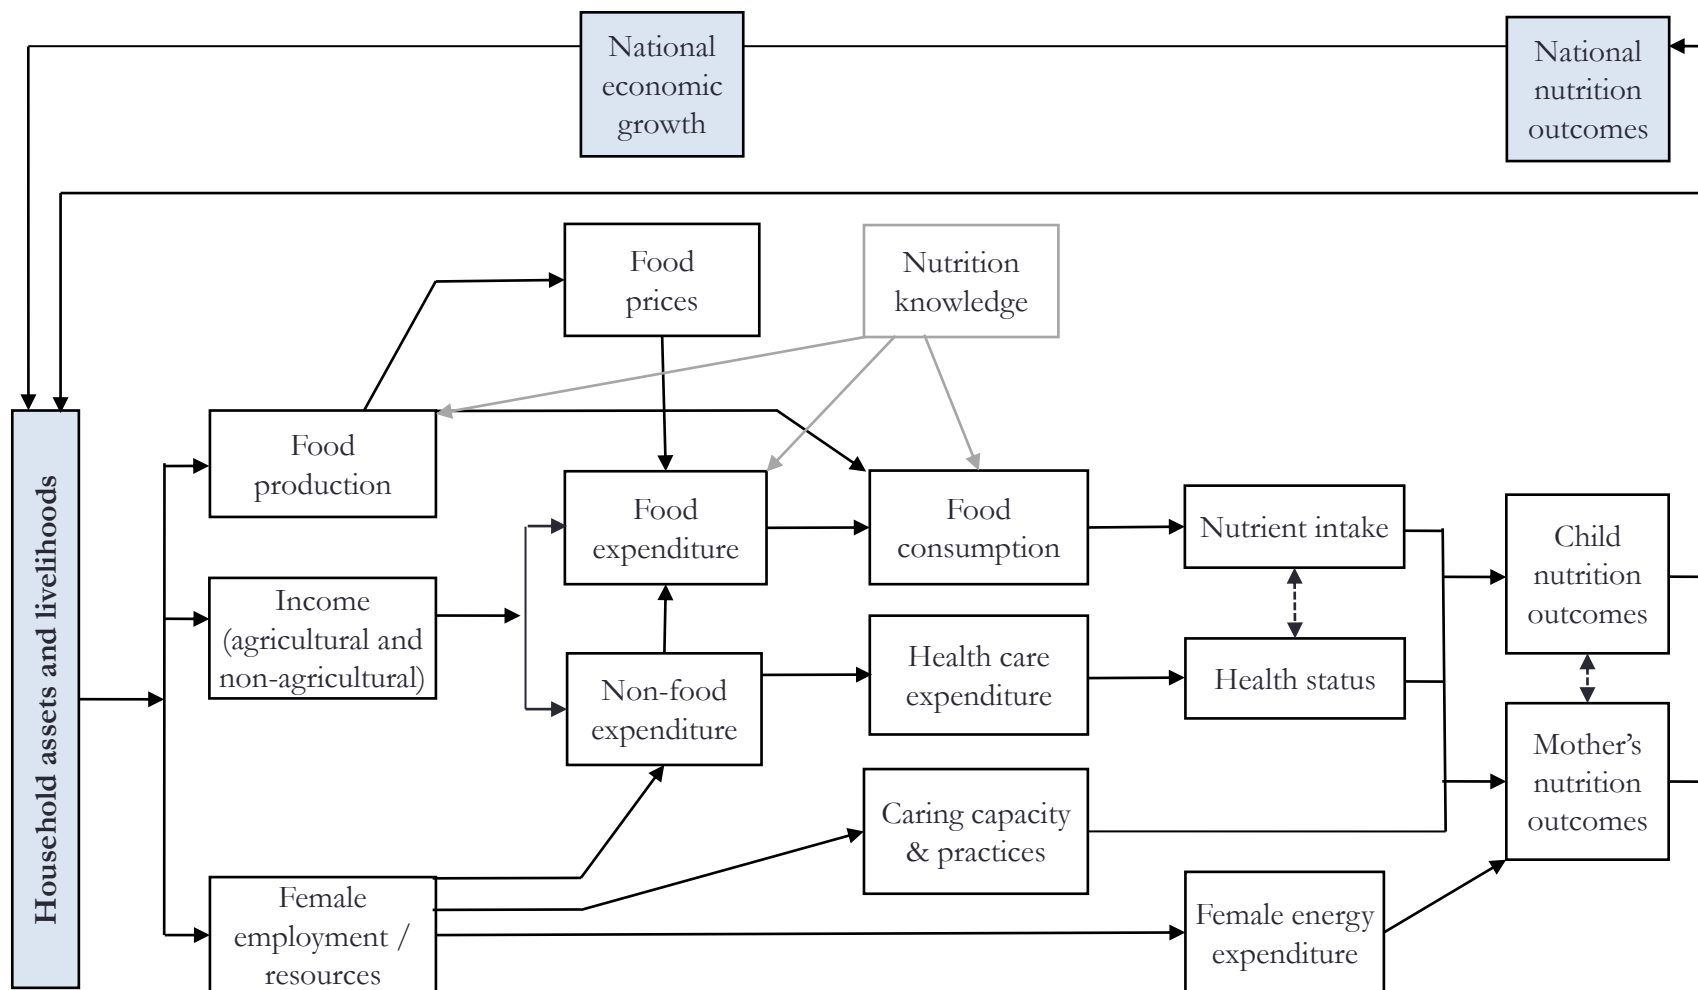 National
economic
growth
National
nutrition
outcomes
Food
prices
Nutrition
knowledge
Household assets and livelihoods
Food
production
Food
expenditure
Food
consumption
Nutrient intake
Child
nutrition
outcomes
Income
(agricultural and
non-agricultural)
Non-food
expenditure
Health care
expenditure
Health status
Mother’s
nutrition
outcomes
Caring capacity
& practices
Female
employment /
resources
Female energy
expenditure